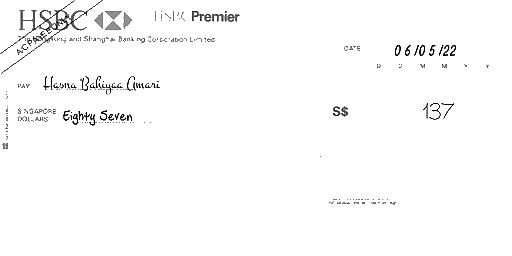 HSBC HSBC Premier
The Hongkong and Shanghai Banking Corporation Limited
A/C PAYEE ONLY
DATE 06/05/22
D D M M Y Y
PAY Hasna Bahiyaa Amari
SINGAPORE
DOLLARS Eighty Seven
S$ 137